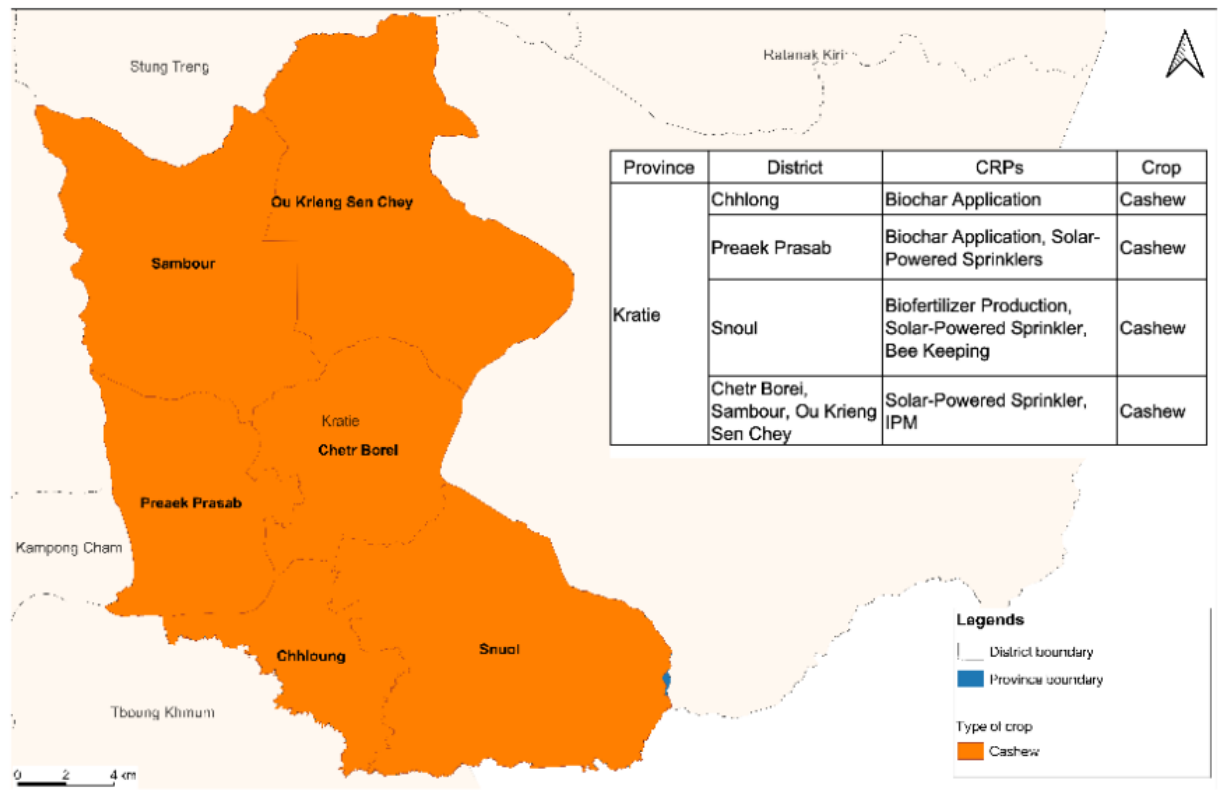 Stung Treng
Ratanak Kiri
Ou Krieng Sen Chey
Sambour
Kratie
Chetr Borei
Preaek Prasab
Kampong Cham
Chhloung
Snuol
Tboung Khmum
0 2 4 km
Province District CRPs Crop
Kratie
Chhlong Biochar Application Cashew
Preaek Prasab Biochar Application, Solar-
Powered Sprinklers Cashew
Snoul Biofertilizer Production,
Solar-Powered Sprinkler,
Bee Keeping Cashew
Chetr Borei,
Sambour, Ou Krieng
Sen Chey Solar-Powered Sprinkler,
IPM Cashew
Legends
District boundary
Province boundary
Type of crop
Cashew